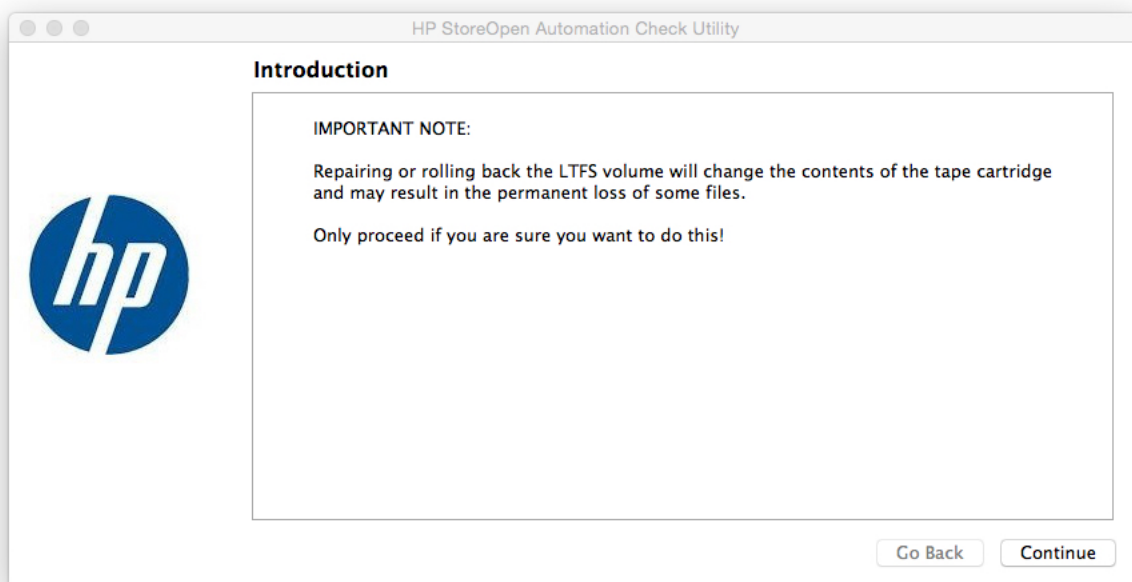 HP StoreOpen Automation Check Utility
Introduction
IMPORTANT NOTE:
Repairing or rolling back the LTFS volume will change the contents of the tape cartridge
and may result in the permanent loss of some files.
Only proceed if you are sure you want to do this!
hp
Go Back
Continue